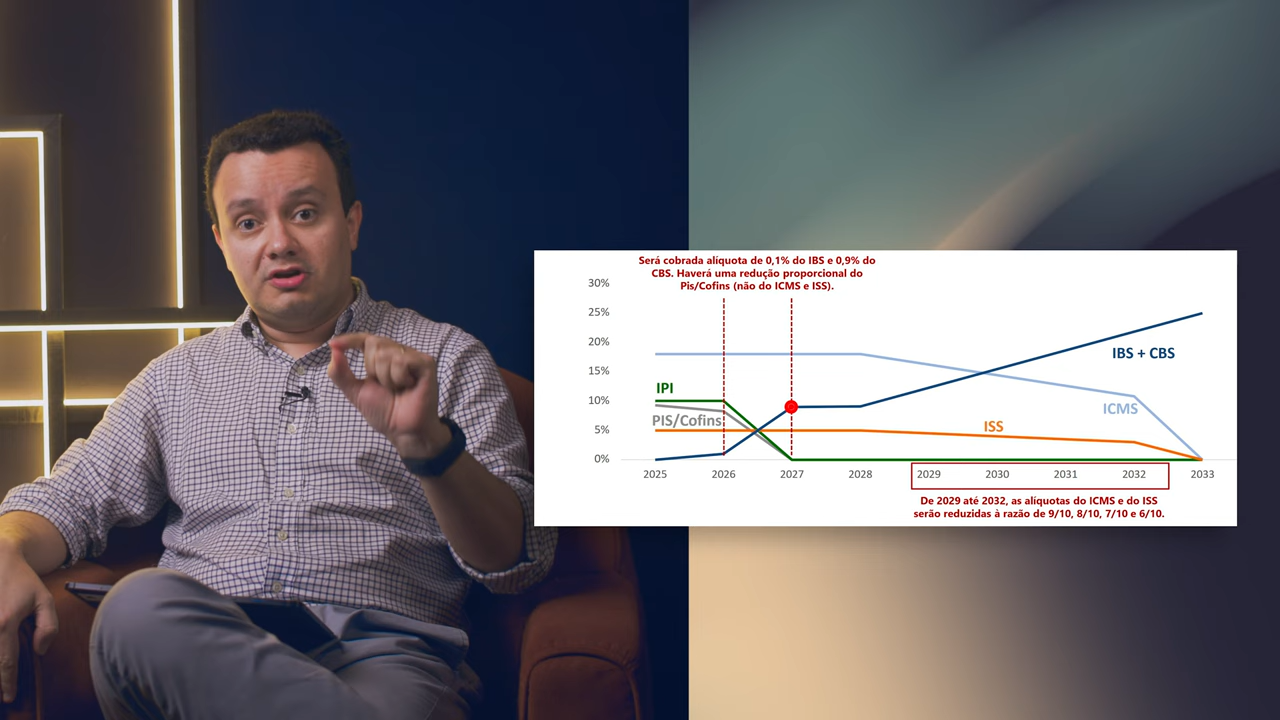 Será cobrada alíquota de 0,1% do IBS e 0,9% do
CBS. Haverá uma redução proporcional do
Pis/Cofins (não do ICMS e ISS).
30%
25%
20%
15%
10%
5%
0%
IBS + CBS
IPI
ICMS
PIS/Cofins
ISS
2025 2026 2027 2028 2029 2030 2031 2032 2033
De 2029 até 2032, as alíquotas do ICMS e do ISS
serão reduzidas à razão de 9/10, 8/10, 7/10 e 6/10.